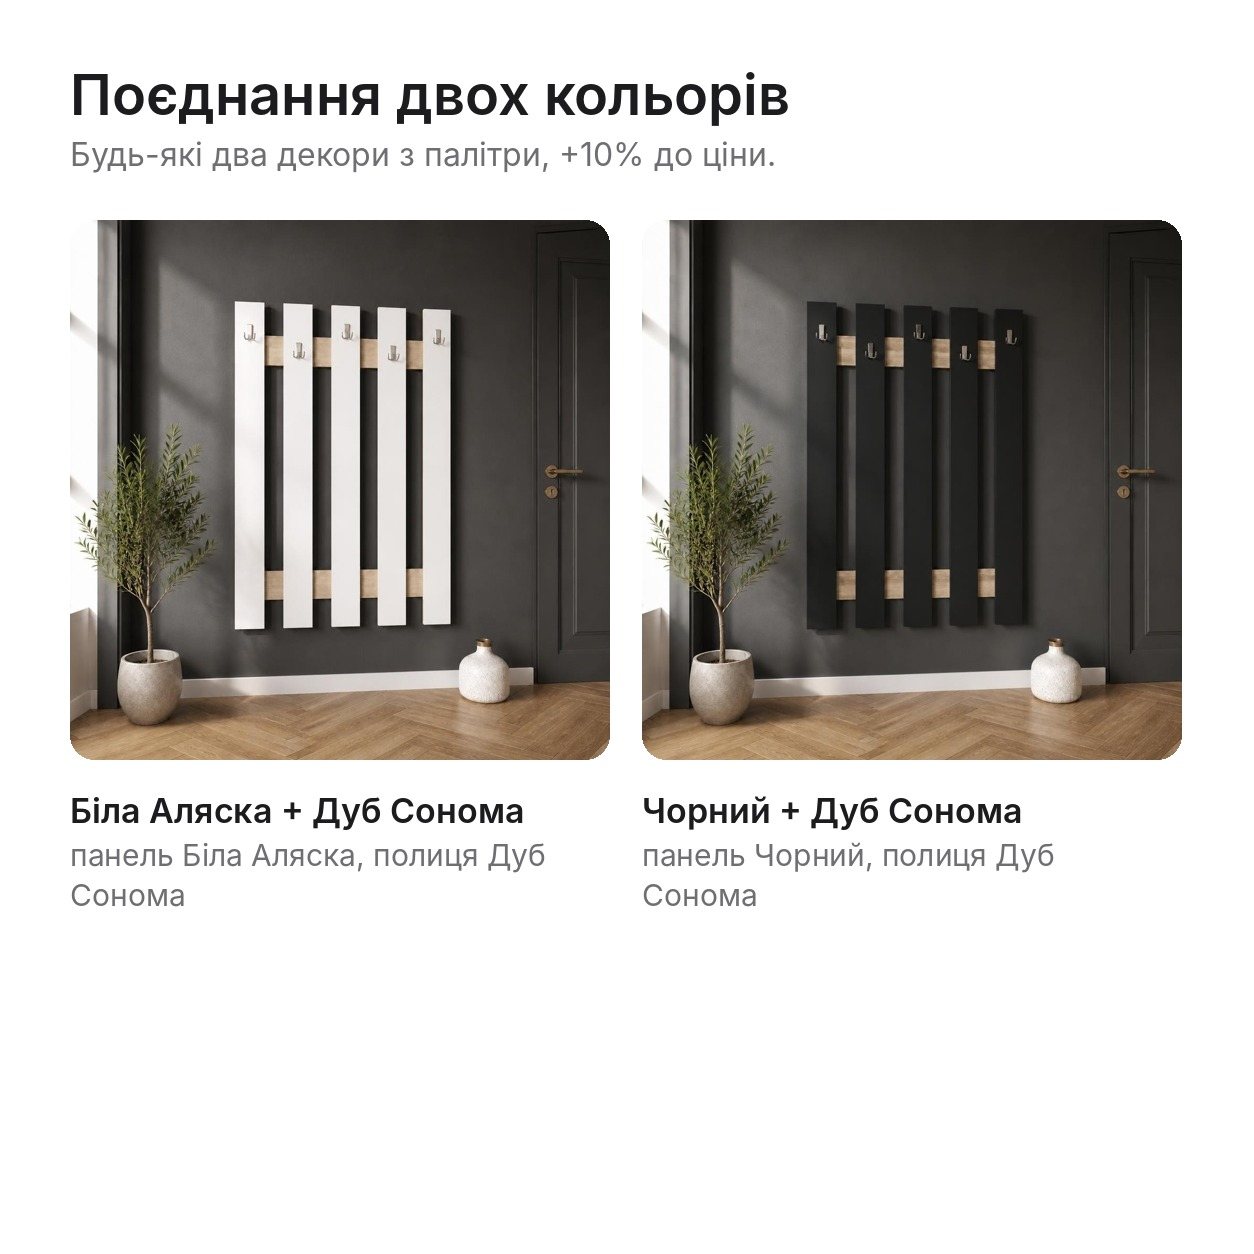 Поєднання двох кольорів
Будь-які два декори з палітри, +10% до ціни.
Біла Аляска + Дуб Сонома
панель Біла Аляска, полиця Дуб
Сонома
Чорний + Дуб Сонома
панель Чорний, полиця Дуб
Сонома